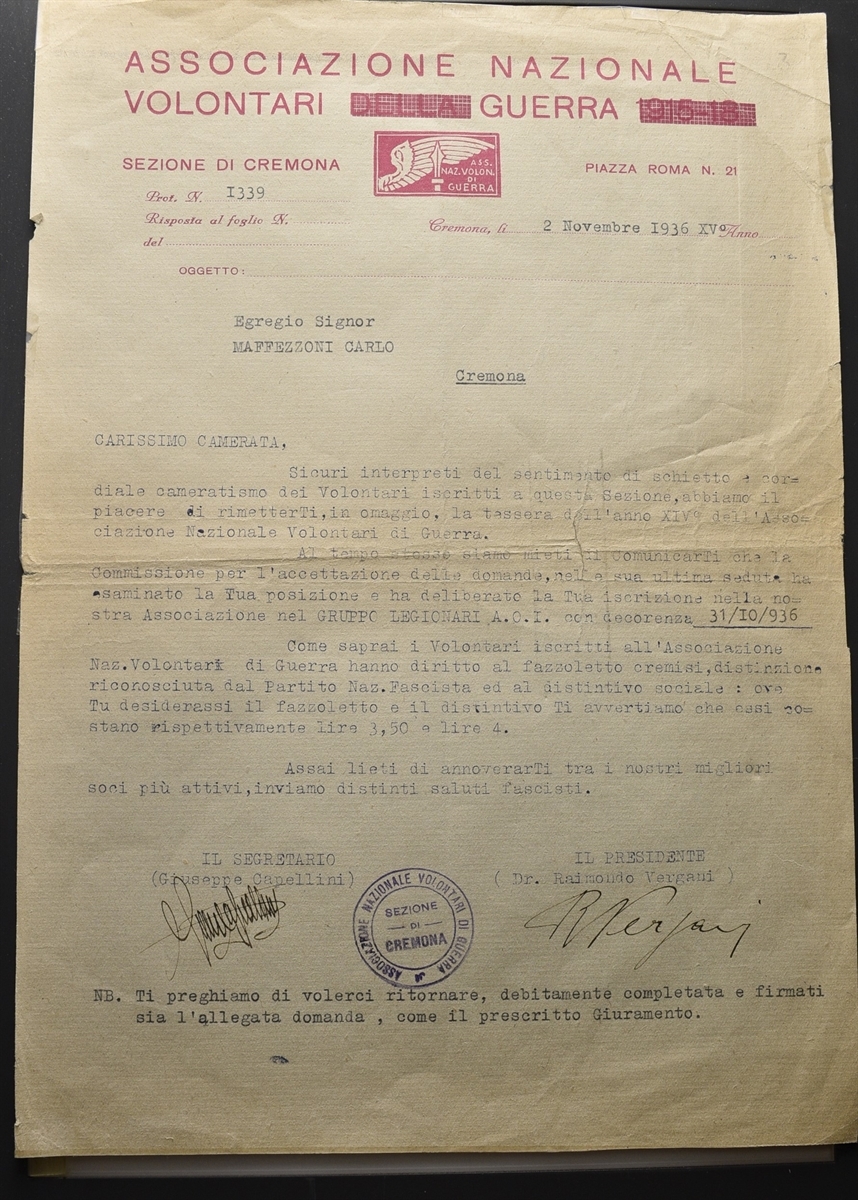 ASSOCIAZIONE NAZIONALE
VOLONTARI DELLA GUERRA 1915-18
ASS.
NAZ.VOLON.
DI
GUERRA
SEZIONE DI CREMONA
PIAZZA ROMA N. 21
Prot. N. I339
Risposta al foglio N.
del
Cremona, lì 2 Novembre I936 XV° Anno
OGGETTO:
Egregio Signor
MAFFEZZONI CARLO
Cremona
CARISSIMO CAMERATA,
Sicuri interpreti del sentimento di schietto e cor=
diale cameratismo dei Volontari iscritti a questa Sezione,abbiamo il
piacere di rimetterTi,in omaggio, la tessera dell'anno XIV° dell'Asso=
ciazione Nazionale Volontari di Guerra.
Al tempo stesso siamo lieti di ComunicarTi che la
Commissione per l'accettazione delle domande,nella sua ultima seduta ha
esaminato la Tua posizione e ha deliberato la Tua iscrizione nella no=
stra Associazione nel GRUPPO LEGIONARI A.O.I. con decorenza 31/IO/936
Come saprai i Volontari iscritti all'Associazione
Naz.Volontari di Guerra hanno diritto al fazzoletto cremisi,distinzione
riconosciuta dal Partito Naz.Fascista ed al distintivo sociale : ove
Tu desiderassi il fazzoletto e il distintivo Ti avvertiamo che essi co=
stano rispettivamente lire 3,50 e lire 4.
Assai lieti di annoverarTi tra i nostri migliori
soci più attivi,inviamo distinti saluti fascisti.
IL SEGRETARIO
(Giuseppe Capellini)
IL PRESIDENTE
( Dr. Raimondo Vergani )
ASSOCIAZIONE NAZIONALE VOLONTARI DI GUERRA
SEZIONE
DI
CREMONA
R Vergani
NB. Ti preghiamo di volerci ritornare, debitamente completata e firmati
sia l'allegata domanda , come il prescritto Giuramento.